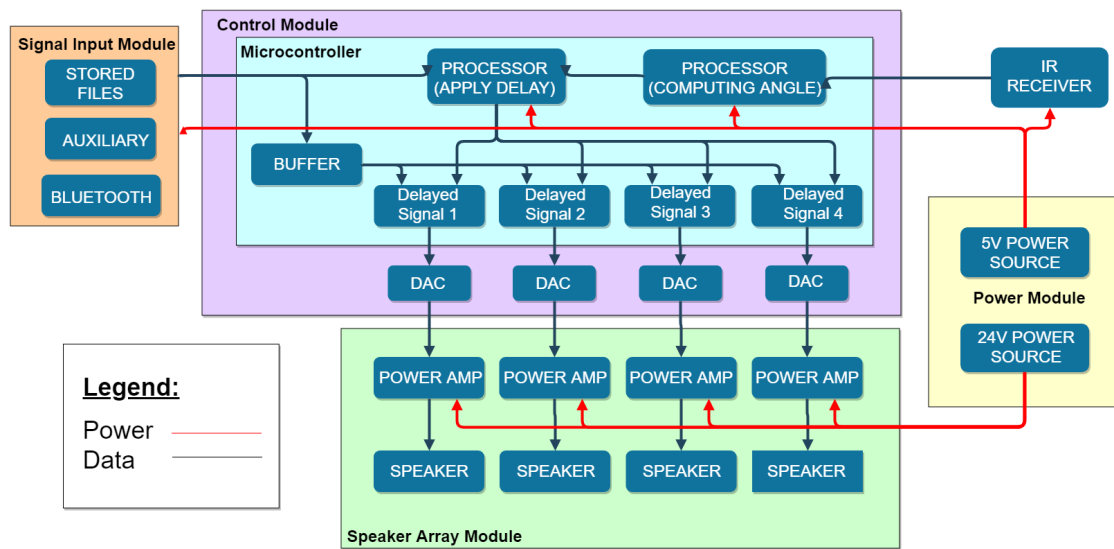 Control Module
Signal Input Module
Microcontroller
STORED
FILES
AUXILIARY
BLUETOOTH
PROCESSOR
(APPLY DELAY)
PROCESSOR
(COMPUTING ANGLE)
IR
RECEIVER
BUFFER
Delayed
Signal 1
Delayed
Signal 2
Delayed
Signal 3
Delayed
Signal 4
DAC
DAC
DAC
DAC
5V POWER
SOURCE
Power Module
24V POWER
SOURCE
POWER AMP
POWER AMP
POWER AMP
POWER AMP
SPEAKER
SPEAKER
SPEAKER
SPEAKER
Speaker Array Module
Legend:
Power
Data